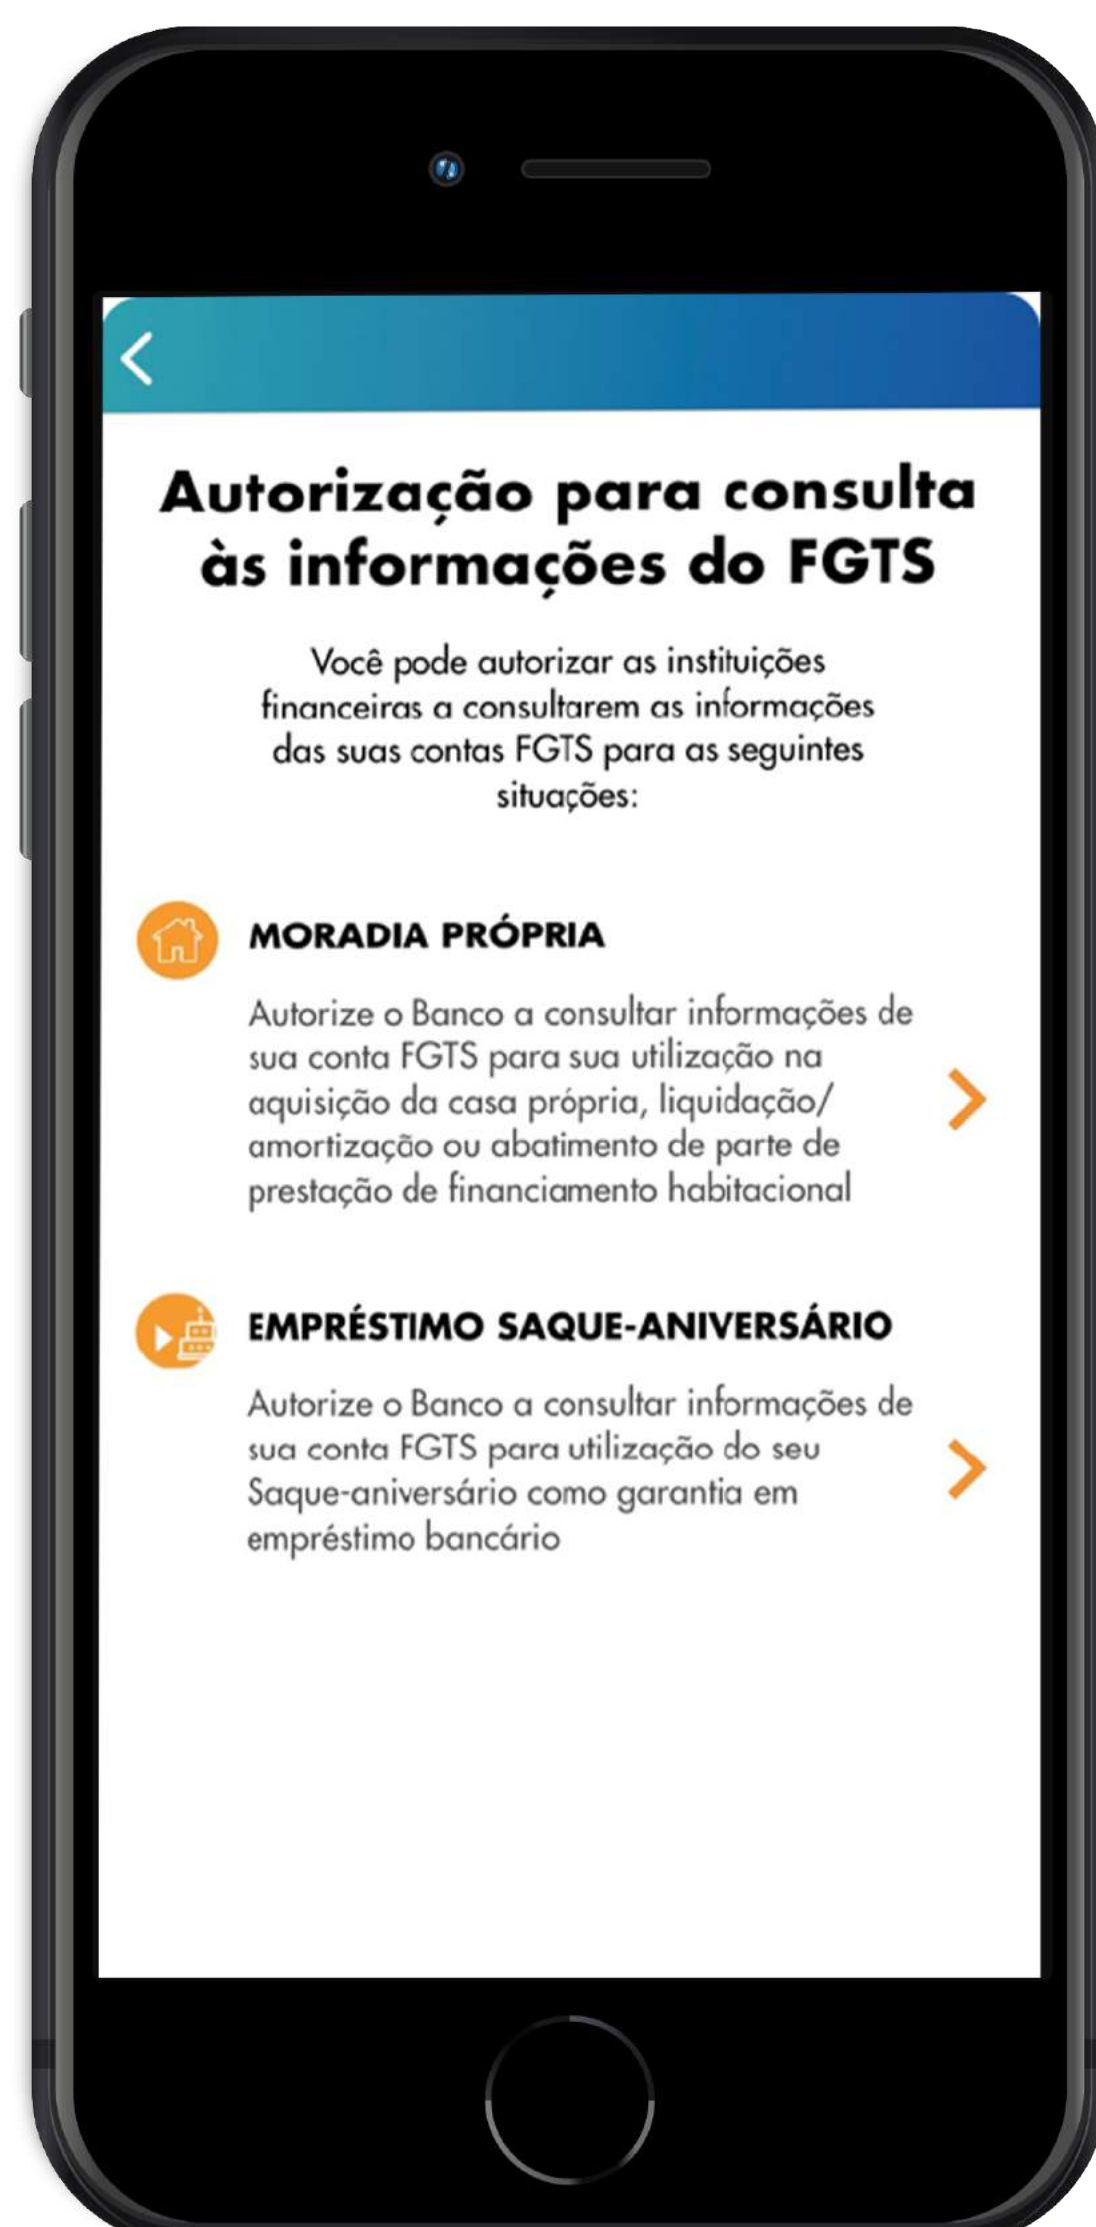 Autorização para consulta
às informações do FGTS
Você pode autorizar as instituições
financeiras a consultarem as informações
das suas contas FGTS para as seguintes
situações:
MORADIA PRÓPRIA
Autorize o Banco a consultar informações de
sua conta FGTS para sua utilização na
aquisição da casa própria, liquidação/
amortização ou abatimento de parte de
prestação de financiamento habitacional
EMPRÉSTIMO SAQUE-ANIVERSÁRIO
Autorize o Banco a consultar informações de
sua conta FGTS para utilização do seu
Saque-aniversário como garantia em
empréstimo bancário